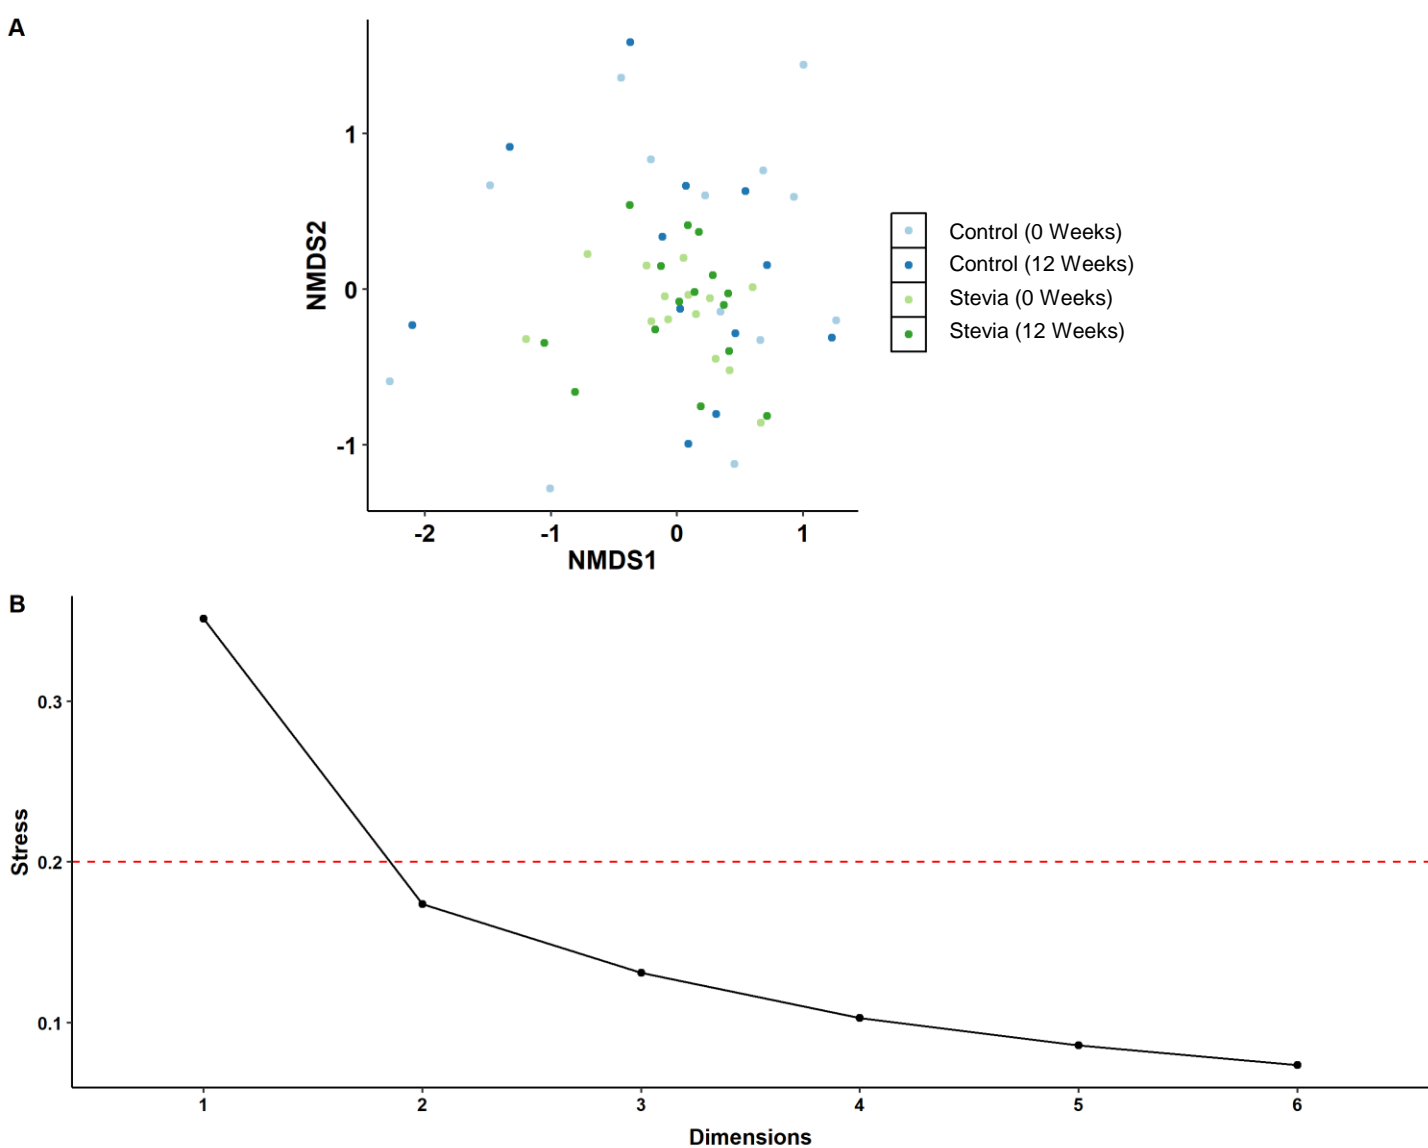 A
NMDS2
1
0
-1
-2 -1 0 1
NMDS1
Control (0 Weeks)
Control (12 Weeks)
Stevia (0 Weeks)
Stevia (12 Weeks)
B
Stress
0.3
0.2
0.1
1 2 3 4 5 6
Dimensions